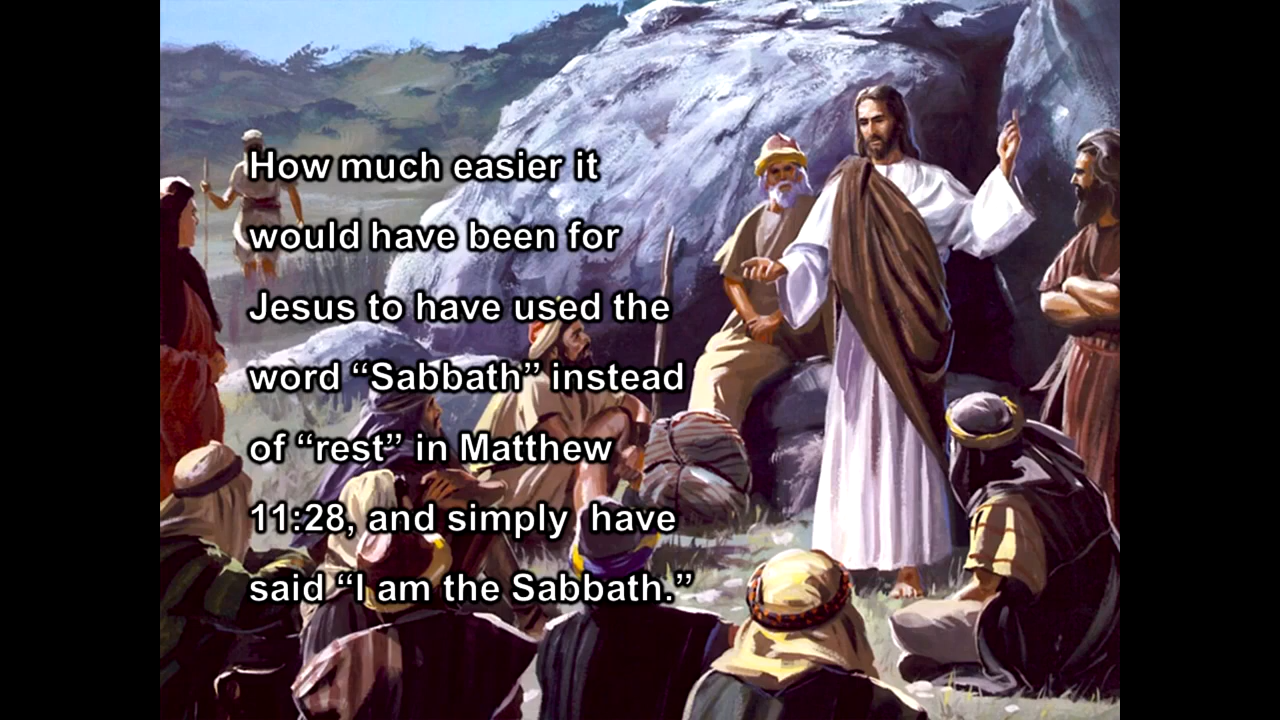 How much easier it
would have been for
Jesus to have used the
word “Sabbath” instead
of “rest” in Matthew
11:28, and simply  have
said “I am the Sabbath.”